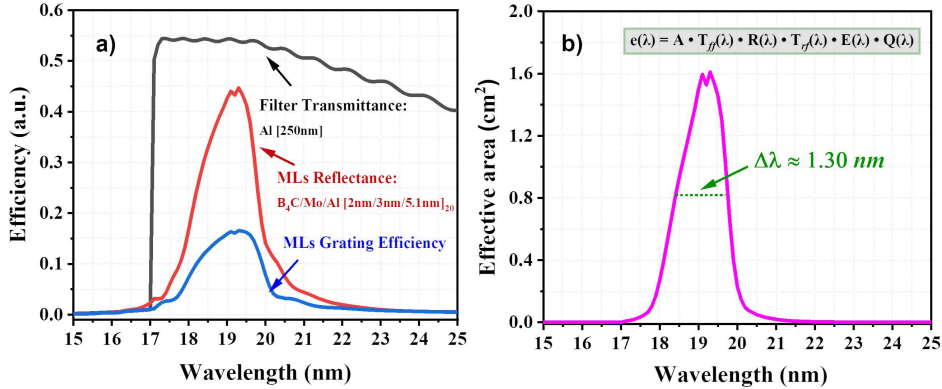 a)
Efficiency (a.u.)
0.6
0.5
0.4
0.3
0.2
0.1
0.0
Filter Transmittance:
Al [250nm]
MLs Reflectance:
B₄C/Mo/Al [2nm/3nm/5.1nm]₂₀
MLs Grating Efficiency
15 16 17 18 19 20 21 22 23 24 25
Wavelength (nm)
b)
e(λ) = A • T_ff(λ) • R(λ) • T_rf(λ) • E(λ) • Q(λ)
Effective area (cm²)
2.0
1.6
1.2
0.8
0.4
0.0
Δλ ≈ 1.30 nm
15 16 17 18 19 20 21 22 23 24 25
Wavelength (nm)